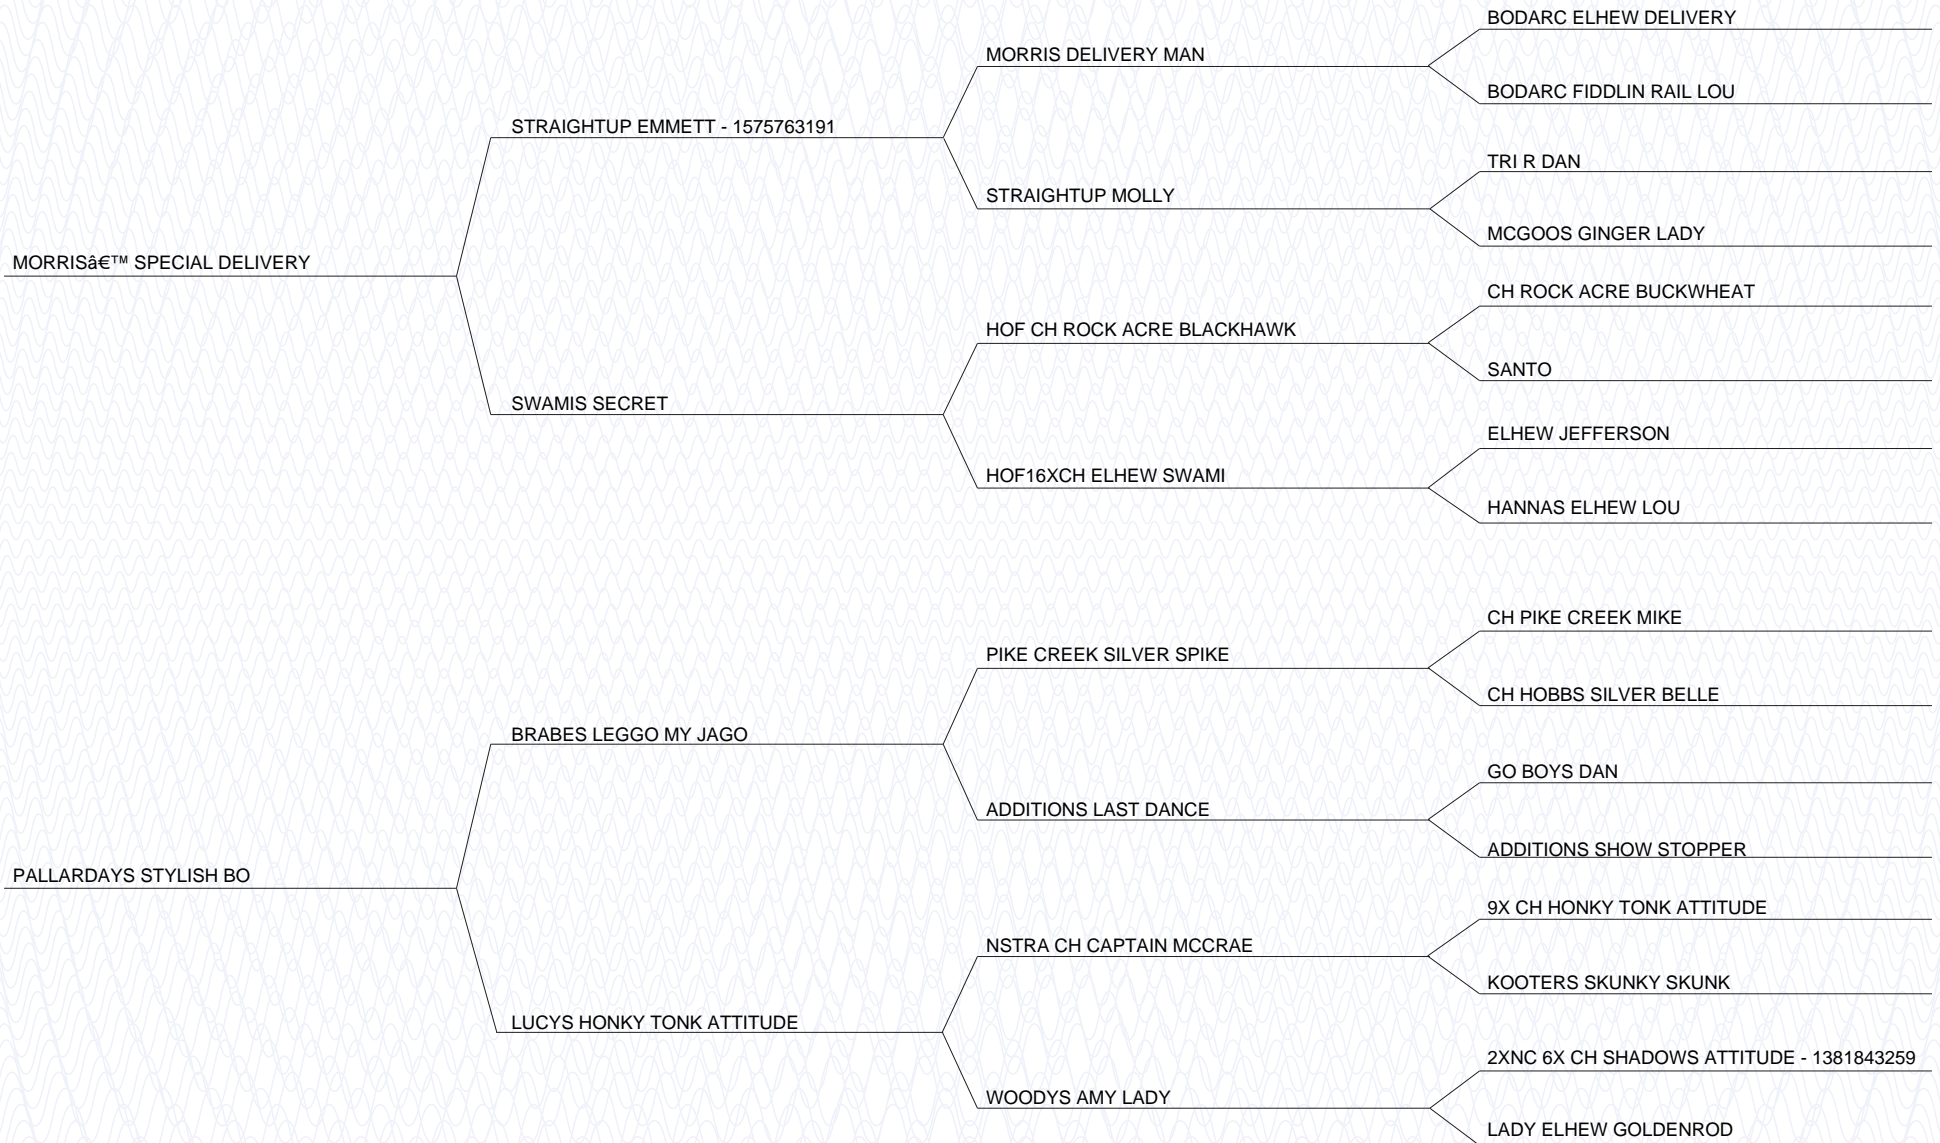 BODARC ELHEW DELIVERY
MORRIS DELIVERY MAN
BODARC FIDDLIN RAIL LOU
STRAIGHTUP EMMETT - 1575763191
TRI R DAN
STRAIGHTUP MOLLY
MCGOOS GINGER LADY
MORRISâ€™ SPECIAL DELIVERY
CH ROCK ACRE BUCKWHEAT
HOF CH ROCK ACRE BLACKHAWK
SANTO
SWAMIS SECRET
ELHEW JEFFERSON
HOF16XCH ELHEW SWAMI
HANNAS ELHEW LOU
CH PIKE CREEK MIKE
PIKE CREEK SILVER SPIKE
CH HOBBS SILVER BELLE
BRABES LEGGO MY JAGO
GO BOYS DAN
ADDITIONS LAST DANCE
ADDITIONS SHOW STOPPER
PALLARDAYS STYLISH BO
9X CH HONKY TONK ATTITUDE
NSTRA CH CAPTAIN MCCRAE
KOOTERS SKUNKY SKUNK
LUCYS HONKY TONK ATTITUDE
2XNC 6X CH SHADOWS ATTITUDE - 1381843259
WOODYS AMY LADY
LADY ELHEW GOLDENROD